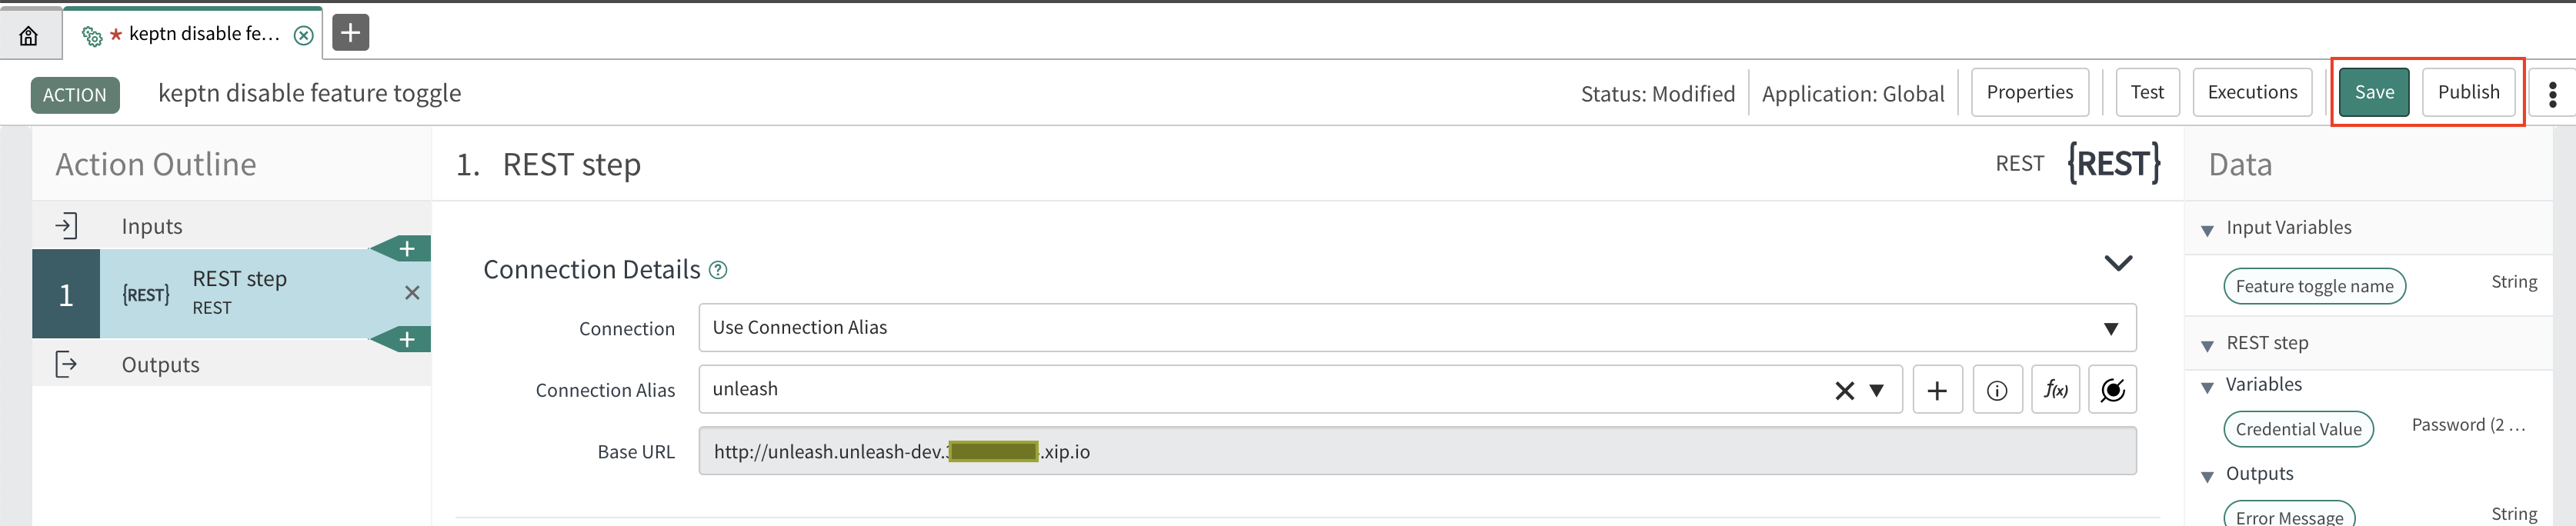 * keptn disable fe...
ACTION keptn disable feature toggle Status: Modified Application: Global Properties Test Executions Save Publish
Action Outline
Inputs
1 {REST} REST step
REST
Outputs
1. REST step REST {REST}
Connection Details ?
Connection Use Connection Alias
Connection Alias unleash f(x)
Base URL http://unleash.unleash-dev. .xip.io
Data
Input Variables
Feature toggle name String
REST step
Variables
Credential Value Password (2 ...
Outputs
Error Message String